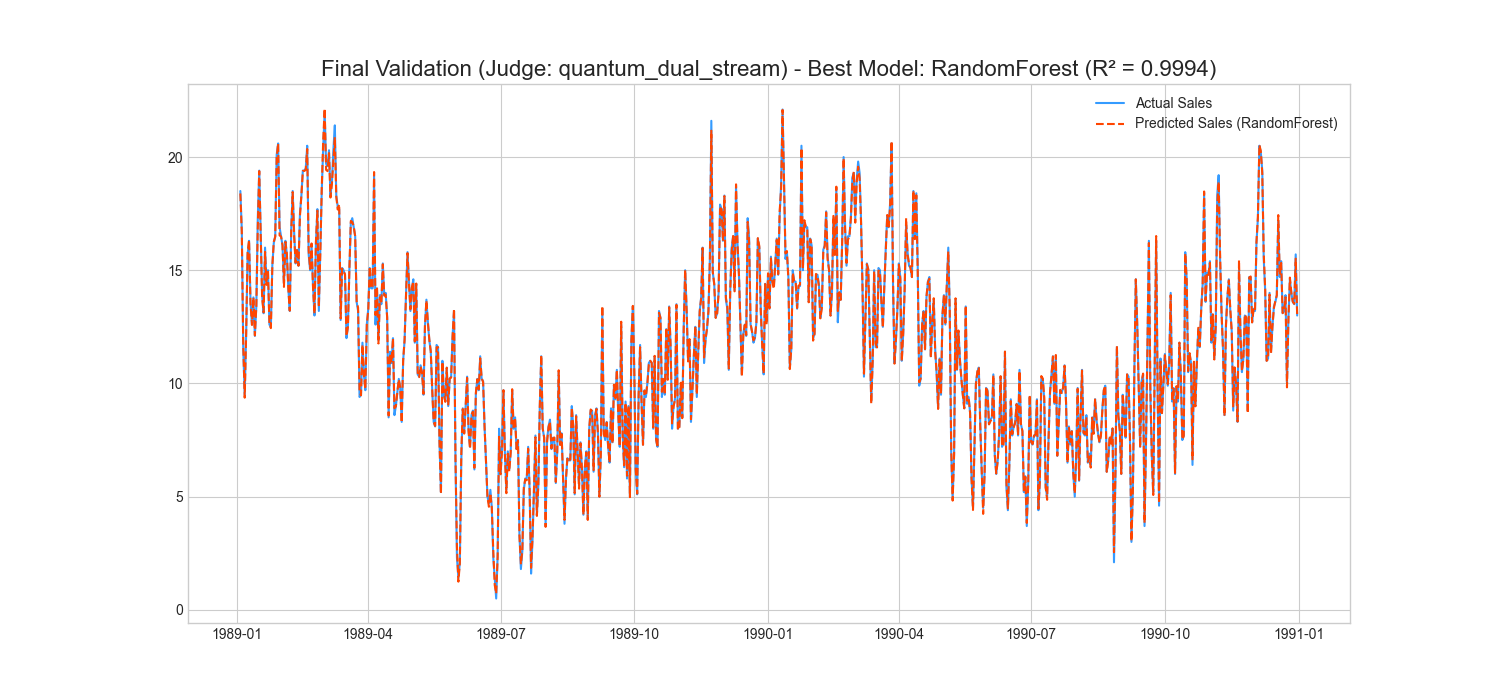 Final Validation (Judge: quantum_dual_stream) - Best Model: RandomForest (R² = 0.9994)
Actual Sales
Predicted Sales (RandomForest)
20
15
10
5
0
1989-01 1989-04 1989-07 1989-10 1990-01 1990-04 1990-07 1990-10 1991-01